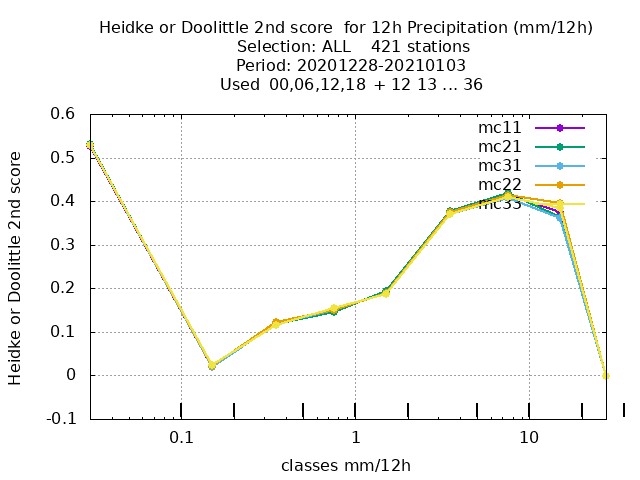 Heidke or Doolittle 2nd score  for 12h Precipitation (mm/12h)
Selection: ALL    421 stations
Period: 20201228-20210103
Used  00,06,12,18  + 12 13 ... 36
Heidke or Doolittle 2nd score
0.6
0.5
0.4
0.3
0.2
0.1
0
-0.1
mc11
mc21
mc31
mc22
mc33
0.1
1
10
classes mm/12h